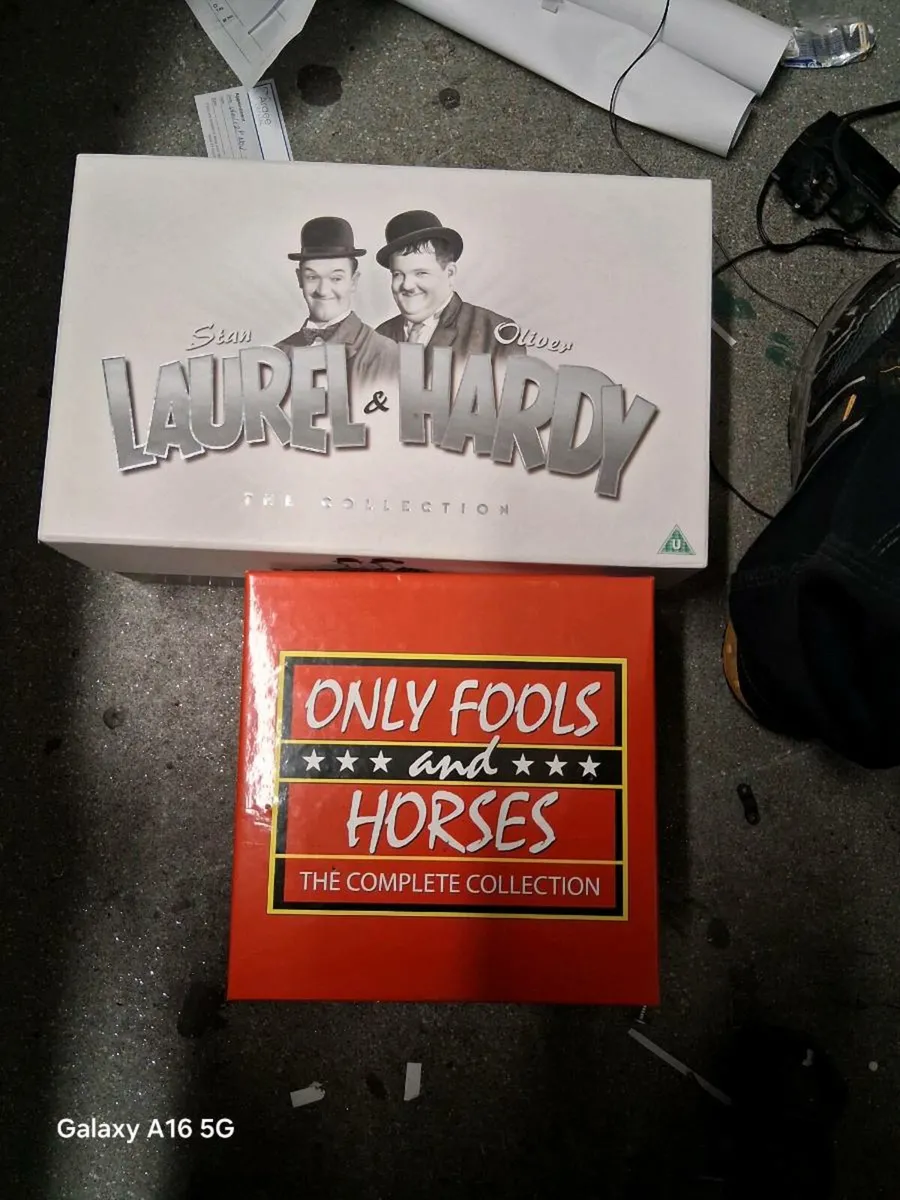 Stan
Oliver
LAUREL & HARDY
THE COLLECTION
U
ONLY FOOLS
★★★ and ★★★
HORSES
THE COMPLETE COLLECTION
Galaxy A16 5G